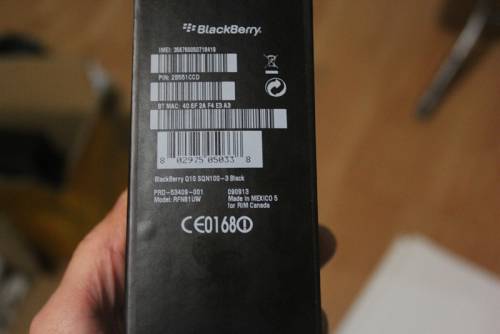 BlackBerry
IMEI: 356760050718419
PIN: 2B551CCD
BT MAC: 40 6F 2A F4 E3 A3
8 02975 05033 8
BlackBerry Q10 SQN100-3 Black
PRD-53409-001 090913
Model: RFN81UW Made in MEXICO 5
for RIM Canada
CE0168